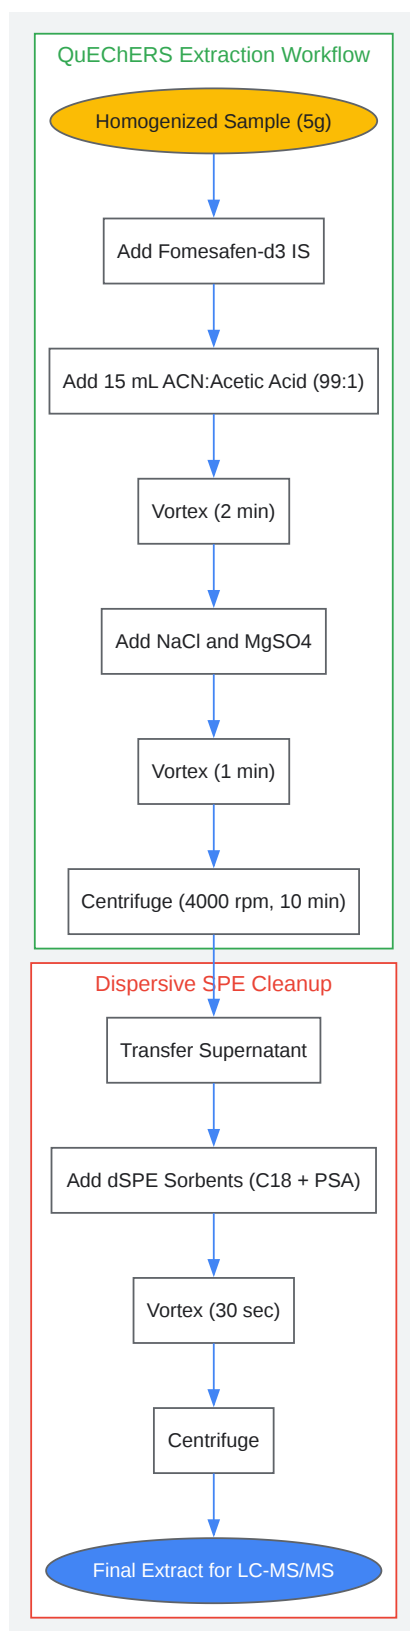 QuEChERS Extraction Workflow
Homogenized Sample (5g)
Add Fomesafen-d3 IS
Add 15 mL ACN:Acetic Acid (99:1)
Vortex (2 min)
Add NaCl and MgSO4
Vortex (1 min)
Centrifuge (4000 rpm, 10 min)
Dispersive SPE Cleanup
Transfer Supernatant
Add dSPE Sorbents (C18 + PSA)
Vortex (30 sec)
Centrifuge
Final Extract for LC-MS/MS